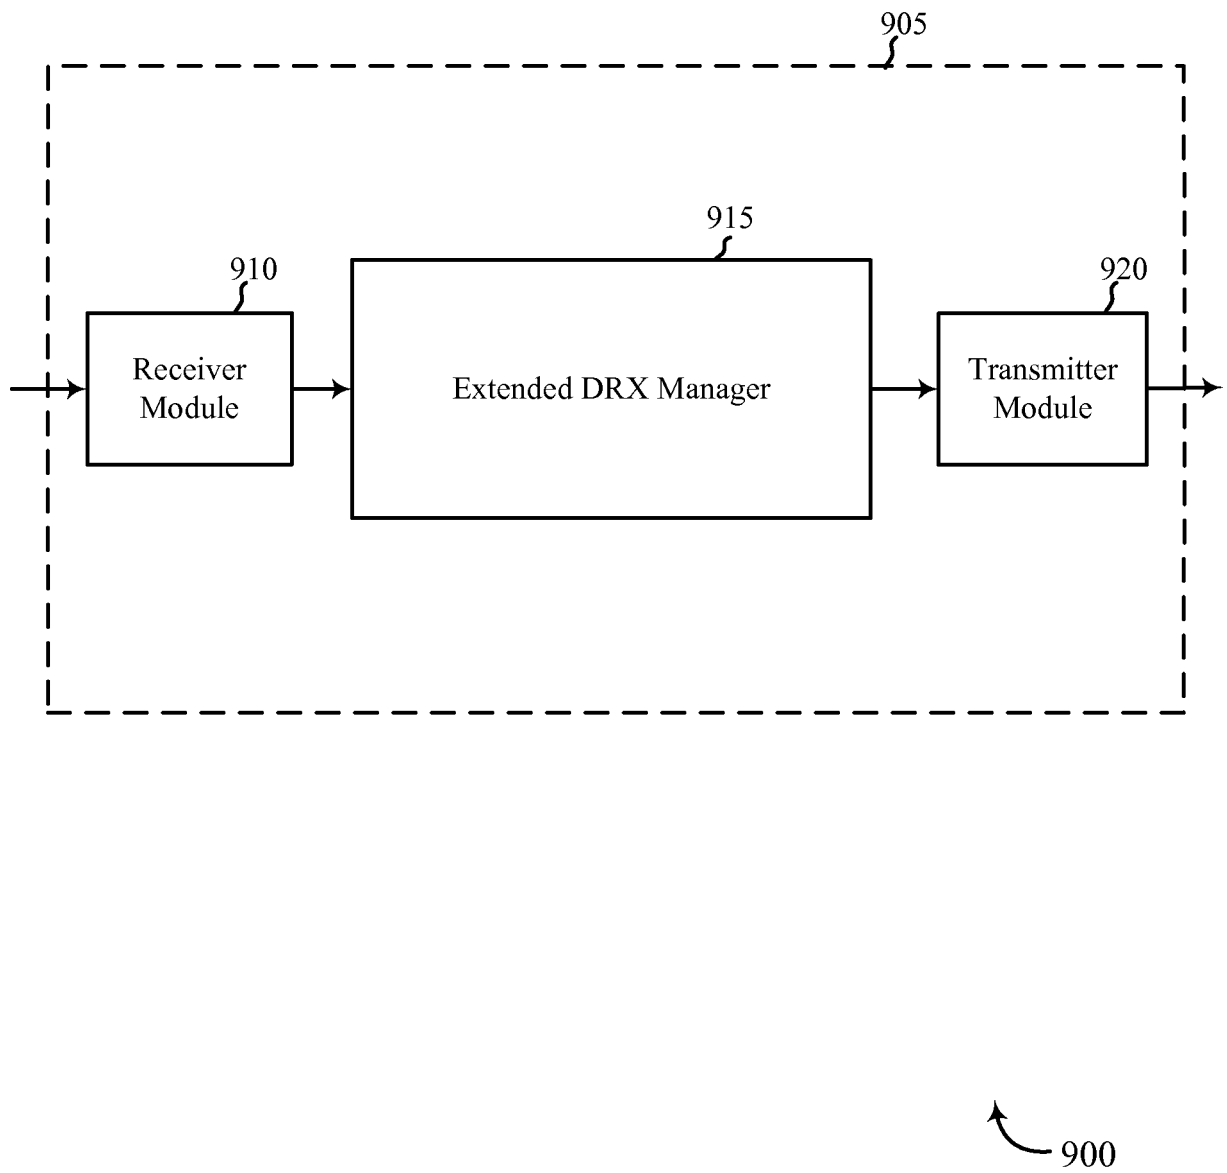 905
915
910
920
Receiver
Module
Extended DRX Manager
Transmitter
Module
900